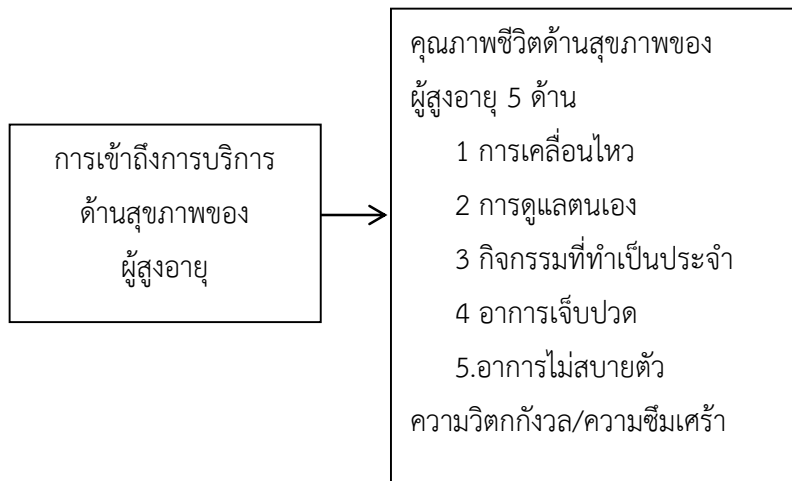 การเข้าถึงการบริการ
ด้านสุขภาพของ
ผู้สูงอายุ
คุณภาพชีวิตด้านสุขภาพของ
ผู้สูงอายุ 5 ด้าน
1 การเคลื่อนไหว
2 การดูแลตนเอง
3 กิจกรรมที่ทำเป็นประจำ
4 อาการเจ็บปวด
5.อาการไม่สบายตัว
ความวิตกกังวล/ความซึมเศร้า